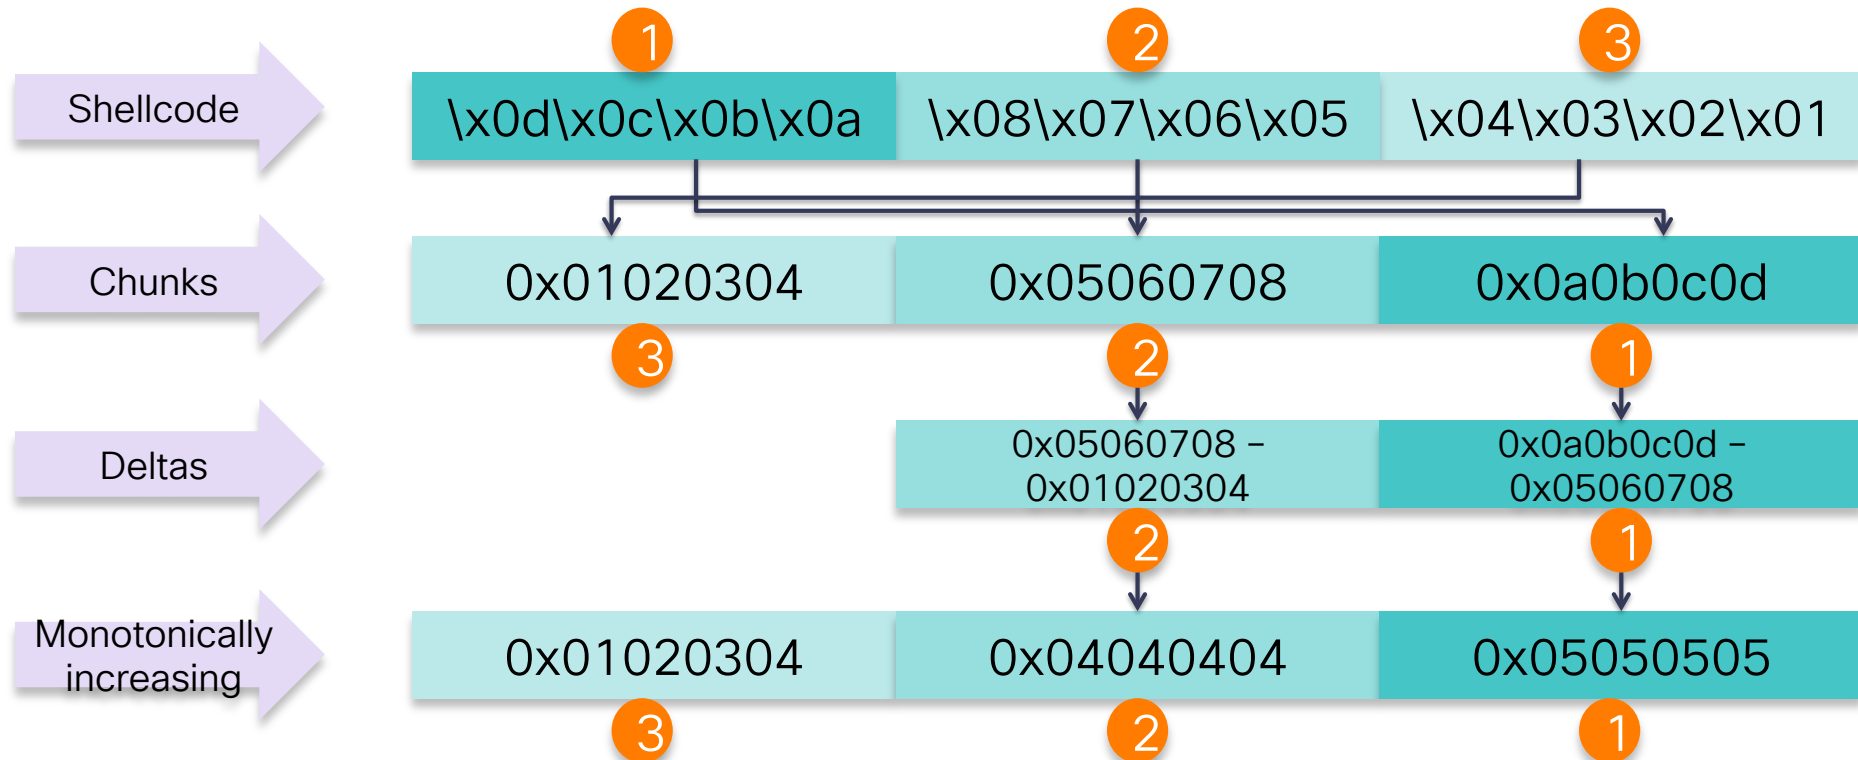 1
2
3
Shellcode
\x0d\x0c\x0b\x0a
\x08\x07\x06\x05
\x04\x03\x02\x01
Chunks
0x01020304
0x05060708
0x0a0b0c0d
3
2
1
Deltas
0x05060708 –
0x01020304
0x0a0b0c0d –
0x05060708
2
1
Monotonically
increasing
0x01020304
0x04040404
0x05050505
3
2
1